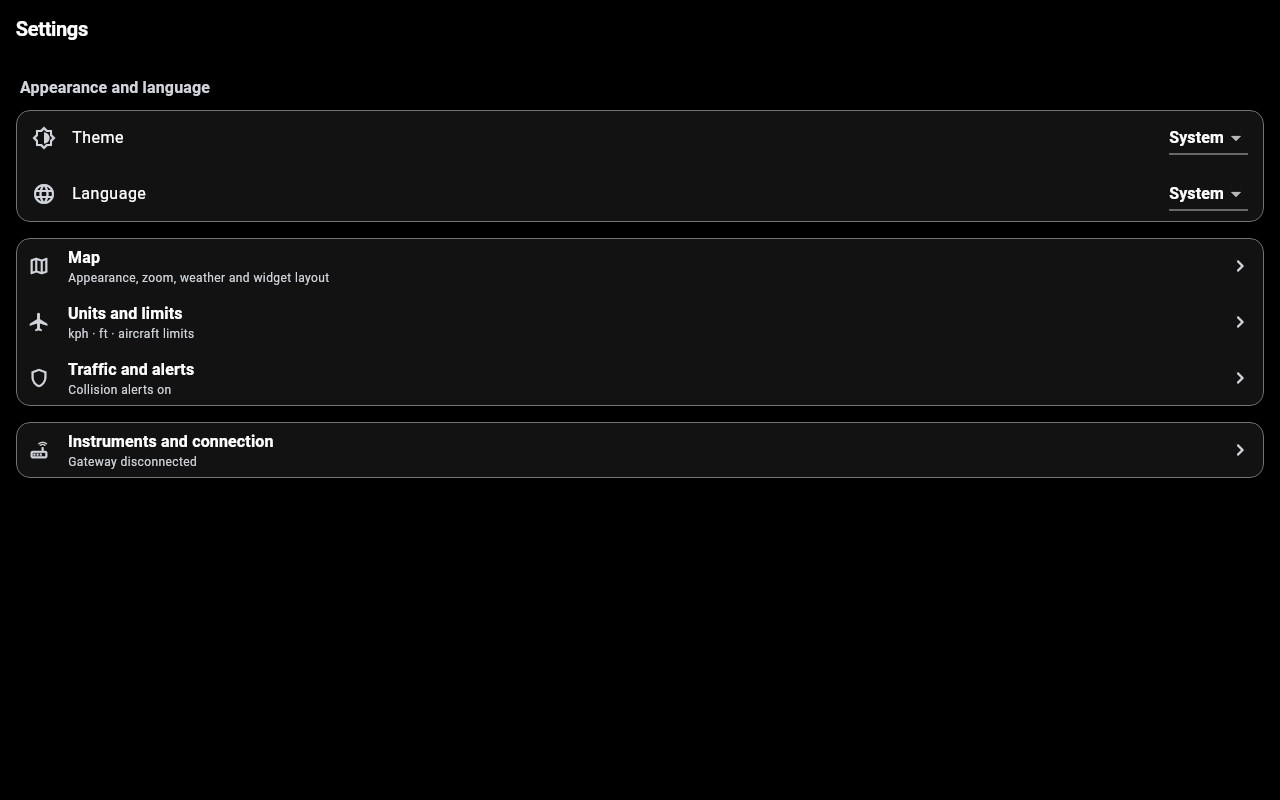 Settings
Appearance and language
Theme
System
Language
System
Map
Appearance, zoom, weather and widget layout
Units and limits
kph · ft · aircraft limits
Traffic and alerts
Collision alerts on
Instruments and connection
Gateway disconnected